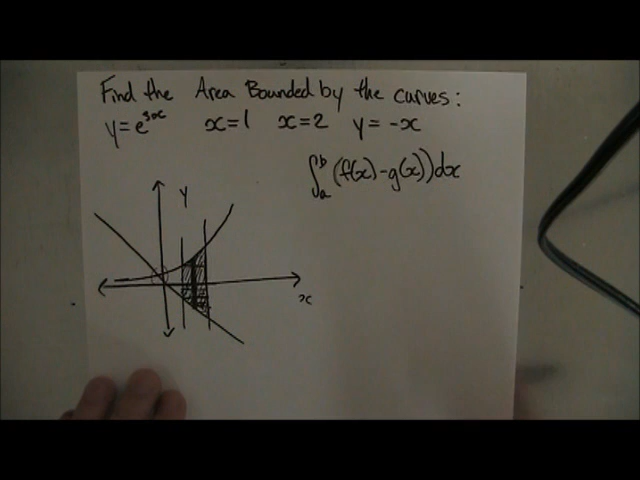 Find the Area Bounded by the curves:
y=e^3x x=1 x=2 y=-x
∫_a^b (f(x)-g(x))dx
y
x